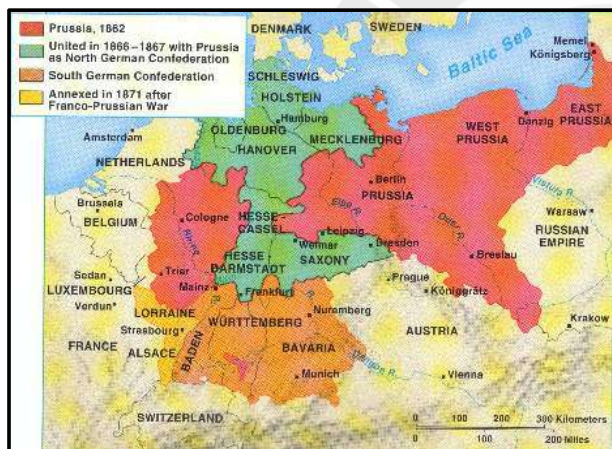 Prussia, 1862
United in 1866–1867 with Prussia
as North German Confederation
South German Confederation
Annexed in 1871 after
Franco-Prussian War
DENMARK
SWEDEN
Baltic Sea
Memel
Königsberg
SCHLESWIG
HOLSTEIN
Hamburg
EAST
PRUSSIA
Danzig
WEST
PRUSSIA
OLDENBURG
MECKLENBURG
HANOVER
Amsterdam
NETHERLANDS
Berlin
PRUSSIA
Vistula R.
Warsaw
RUSSIAN
EMPIRE
Elbe R.
Oder R.
Brussels
BELGIUM
Cologne
Rhine
HESSE-
CASSEL
Leipzig
Weimar
Dresden
SAXONY
Breslau
HESSE
DARMSTADT
Sedan
LUXEMBOURG
Trier
Verdun
Mainz
R.
Frankfurt
R.
Prague
Königgrätz
Krakow
LORRAINE
Strasbourg
WÜRTTEMBERG
Nuremberg
FRANCE
ALSACE
BADEN
BAVARIA
AUSTRIA
Munich
Danube R.
Vienna
SWITZERLAND
0 100 200 300 Kilometers
0 100 200 Miles